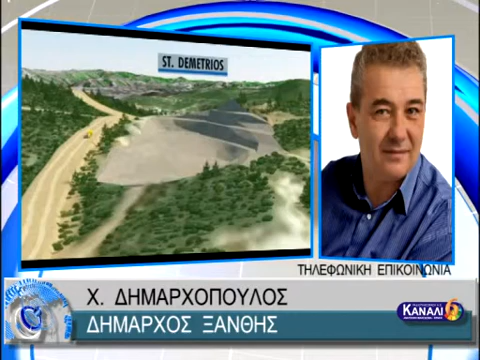 ST. DEMETRIOS
ΤΗΛΕΦΩΝΙΚΗ ΕΠΙΚΟΙΝΩΝΙΑ
Χ. ΔΗΜΑΡΧΟΠΟΥΛΟΣ
ΔΗΜΑΡΧΟΣ ΞΑΝΘΗΣ
ΚΑΝΑΛΙ 6